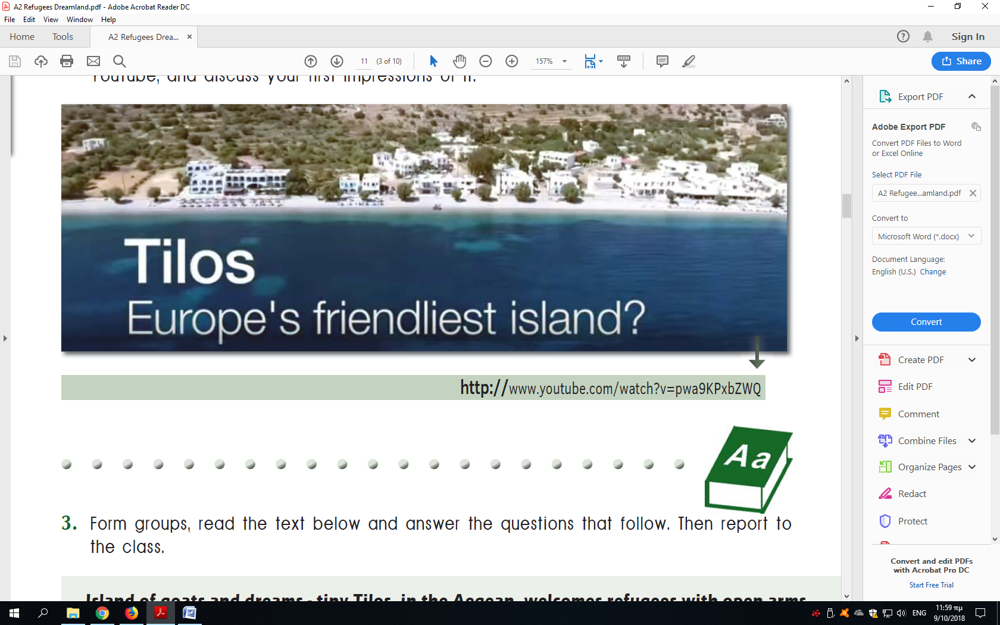 A2 Refugees Dreamland.pdf - Adobe Acrobat Reader DC
File Edit View Window Help
Home Tools A2 Refugees Drea... Sign In
11 (3 of 10) 157% Share
YouTube, and discuss your first impressions of it.
Tilos
Europe's friendliest island?
http://www.youtube.com/watch?v=pwa9KPxbZWQ
Aa
3. Form groups, read the text below and answer the questions that follow. Then report to
the class.
Island of goats and dreams - tiny Tilos, in the Aegean, welcomes refugees with open arms
Export PDF
Adobe Export PDF
Convert PDF Files to Word
or Excel Online
Select PDF File
A2 Refugee...amland.pdf
Convert to
Microsoft Word (*.docx)
Document Language:
English (U.S.) Change
Convert
Create PDF
Edit PDF
Comment
Combine Files
Organize Pages
Redact
Protect
Convert and edit PDFs
with Acrobat Pro DC
Start Free Trial
ENG
11:59 πμ
9/10/2018